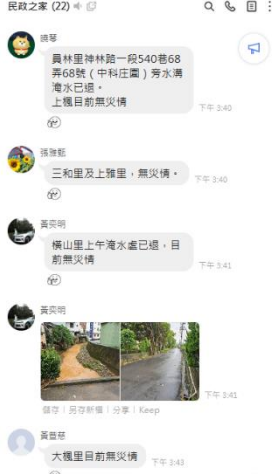 民政之家 (22)
曉琴
員林里神林路一段540巷68
弄68號（中科庄園）旁水溝
淹水已退。
上楓目前無災情
下午 3:40
張雅甄
三和里及上雅里，無災情。
下午 3:40
黃奕明
橫山里上午淹水處已退，目
前無災情
下午 3:41
黃奕明
下午 3:41
儲存｜另存新檔｜分享｜Keep
黃晉慈
大楓里目前無災情
下午 3:43